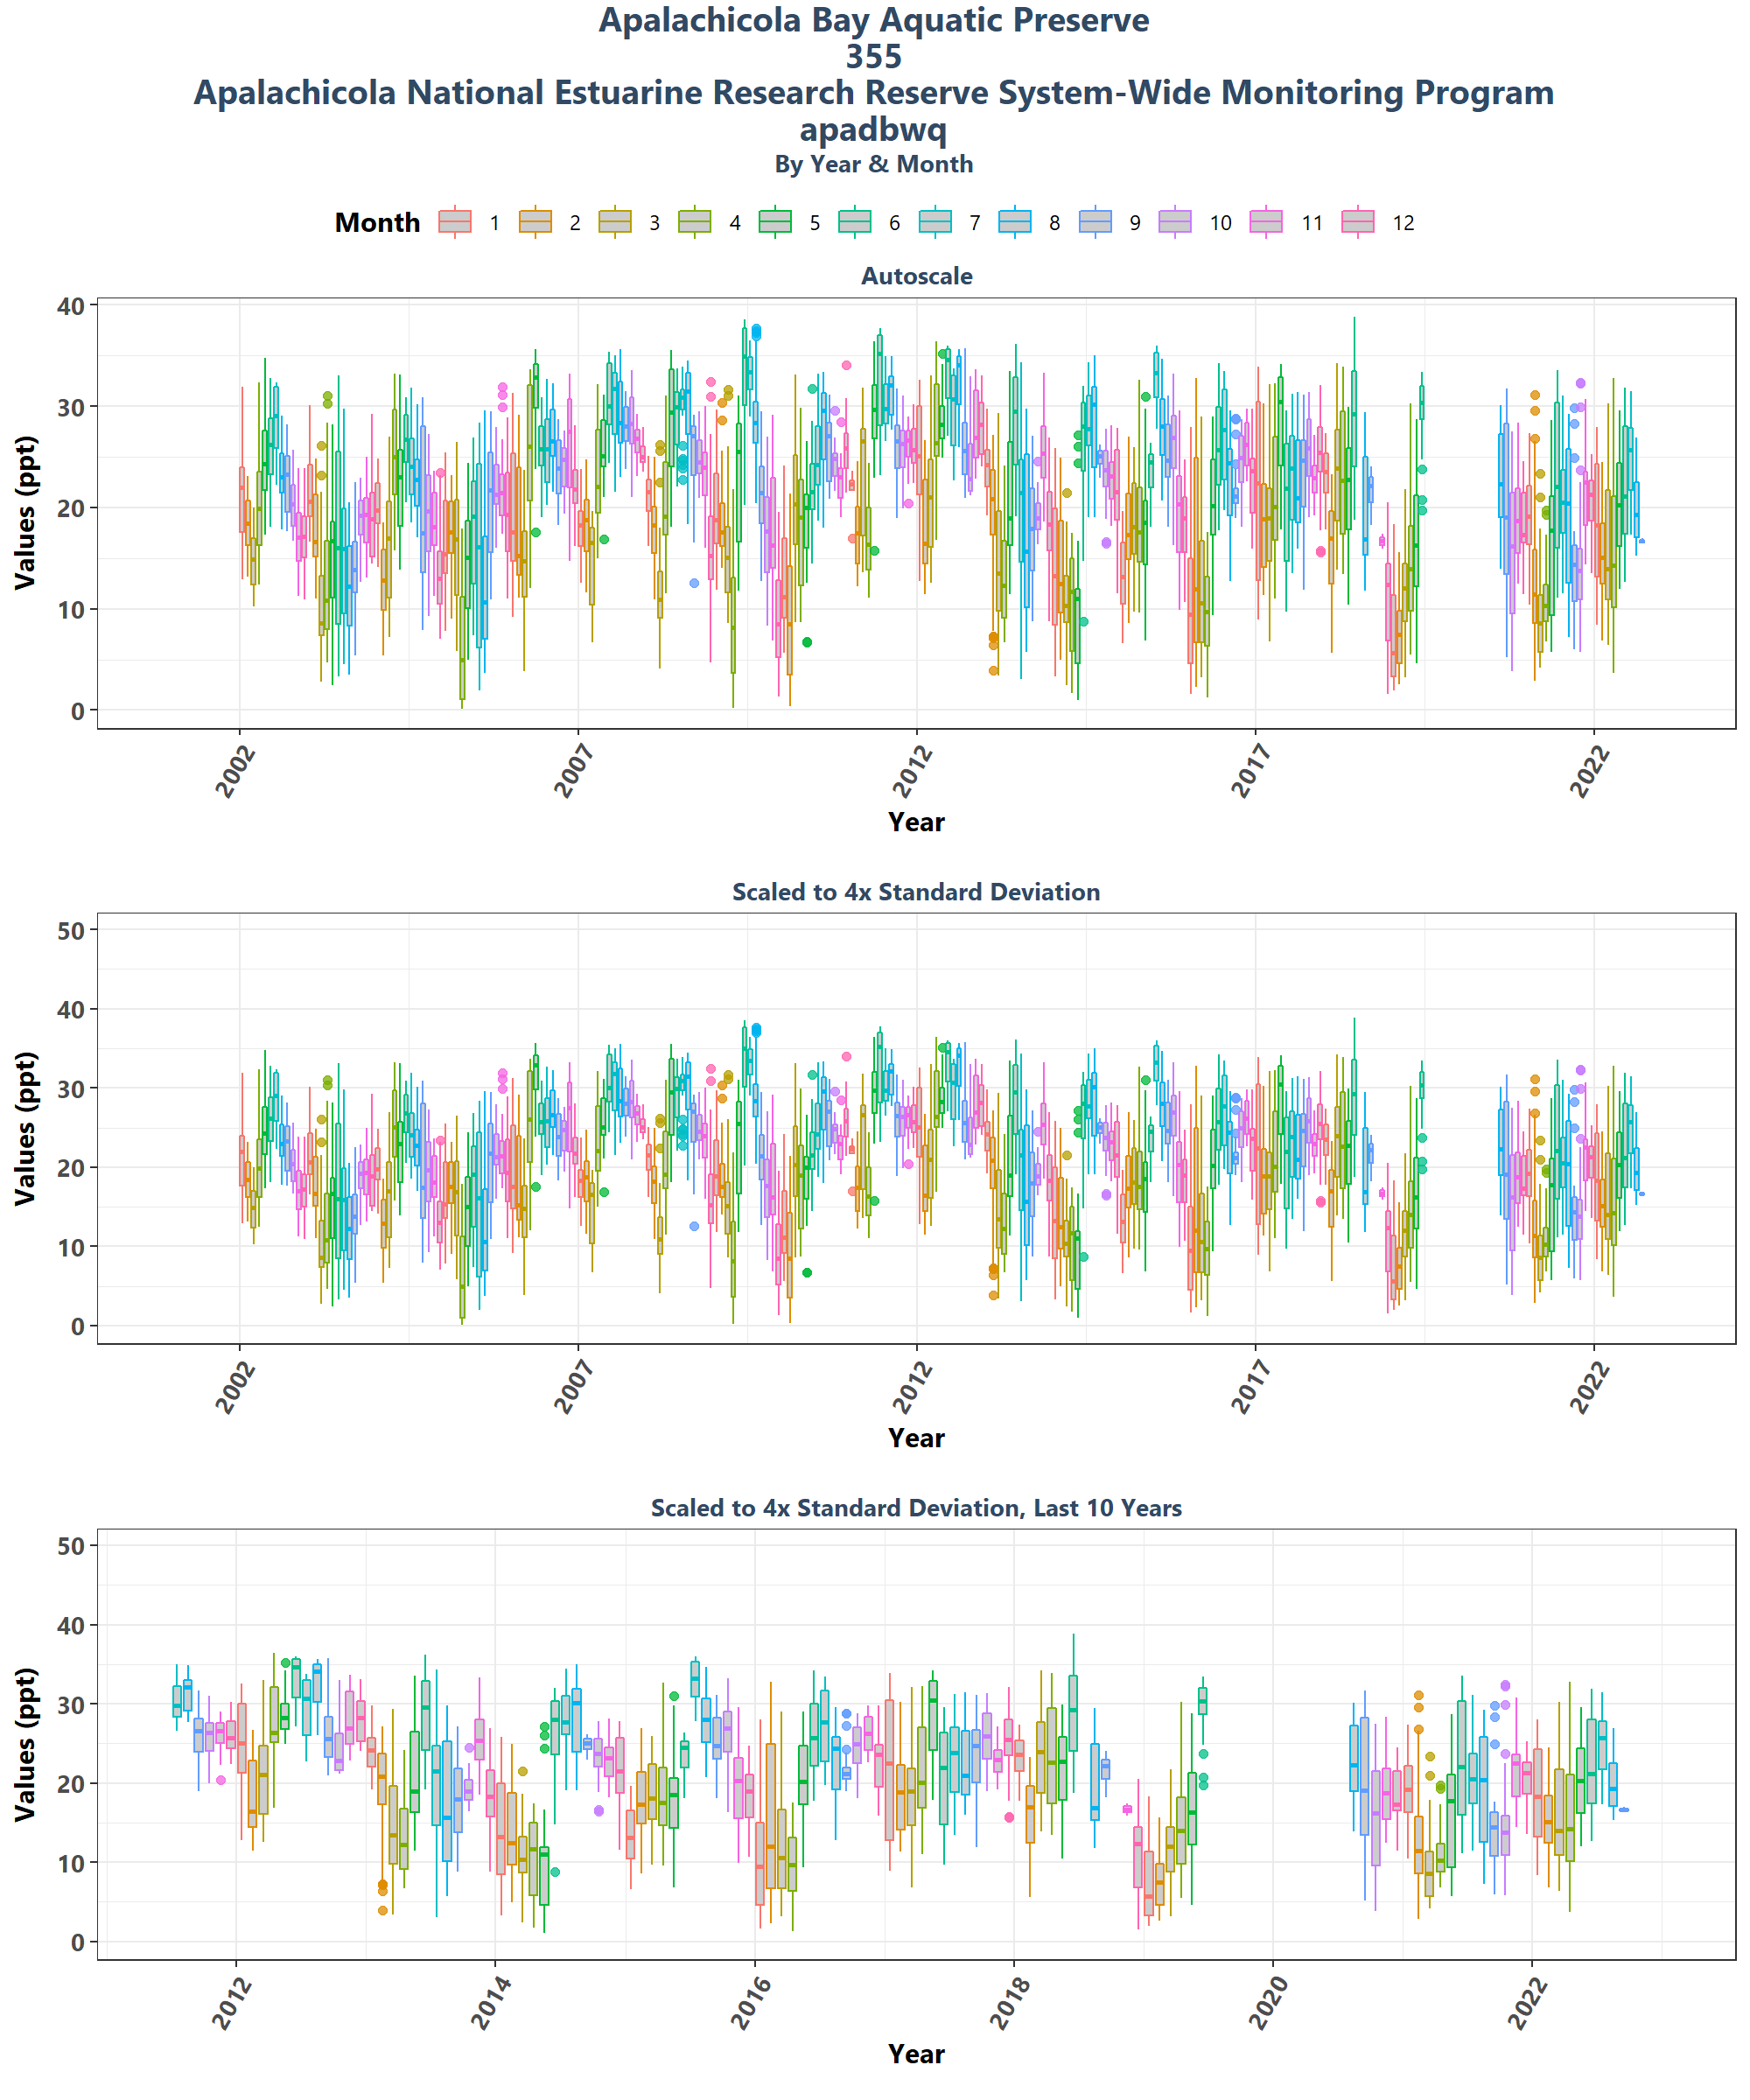 Apalachicola Bay Aquatic Preserve
355
Apalachicola National Estuarine Research Reserve System-Wide Monitoring Program
apadbwq
By Year & Month
Month 1 2 3 4 5 6 7 8 9 10 11 12
Autoscale
Values (ppt)
40
30
20
10
0
2002 2007 2012 2017 2022
Year
Scaled to 4x Standard Deviation
Values (ppt)
50
40
30
20
10
0
2002 2007 2012 2017 2022
Year
Scaled to 4x Standard Deviation, Last 10 Years
Values (ppt)
50
40
30
20
10
0
2012 2014 2016 2018 2020 2022
Year